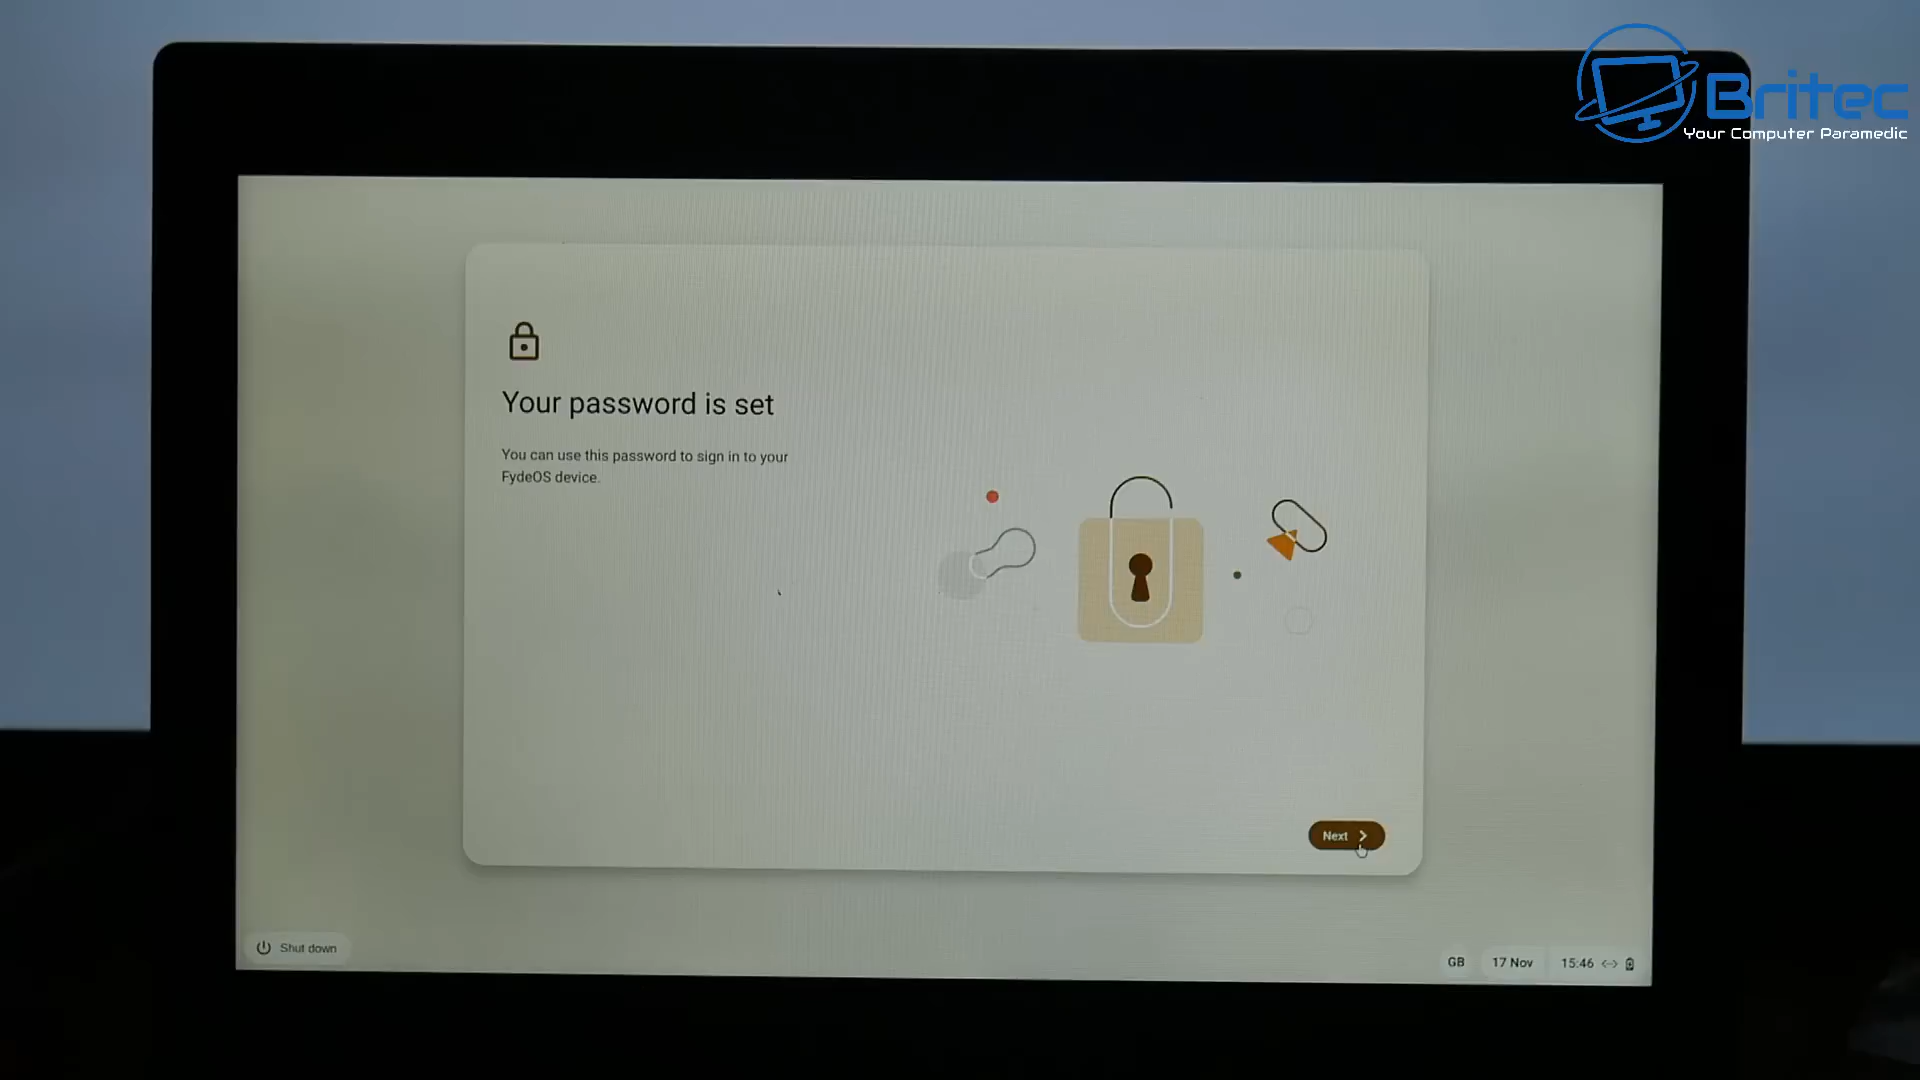 Britec
Your Computer Paramedic
Your password is set
You can use this password to sign in to your
FydeOS device.
Next
Shut down
GB
17 Nov
15:46